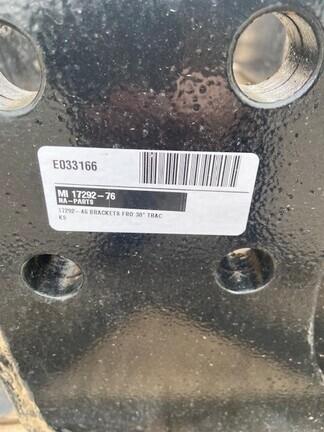 E033166
MI 17292-76
NA-PARTS
17292-46 BRACKETS FRO 30" TRAC
KS